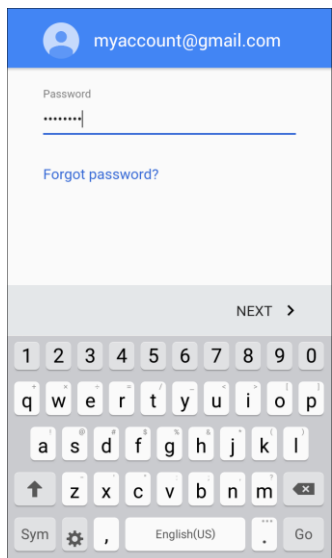 myaccount@gmail.com
Password
••••••••
Forgot password?
NEXT >
1 2 3 4 5 6 7 8 9 0
q w e r t y u i o p
a s d f g h j k l
z x c v b n m
Sym , English(US) . Go